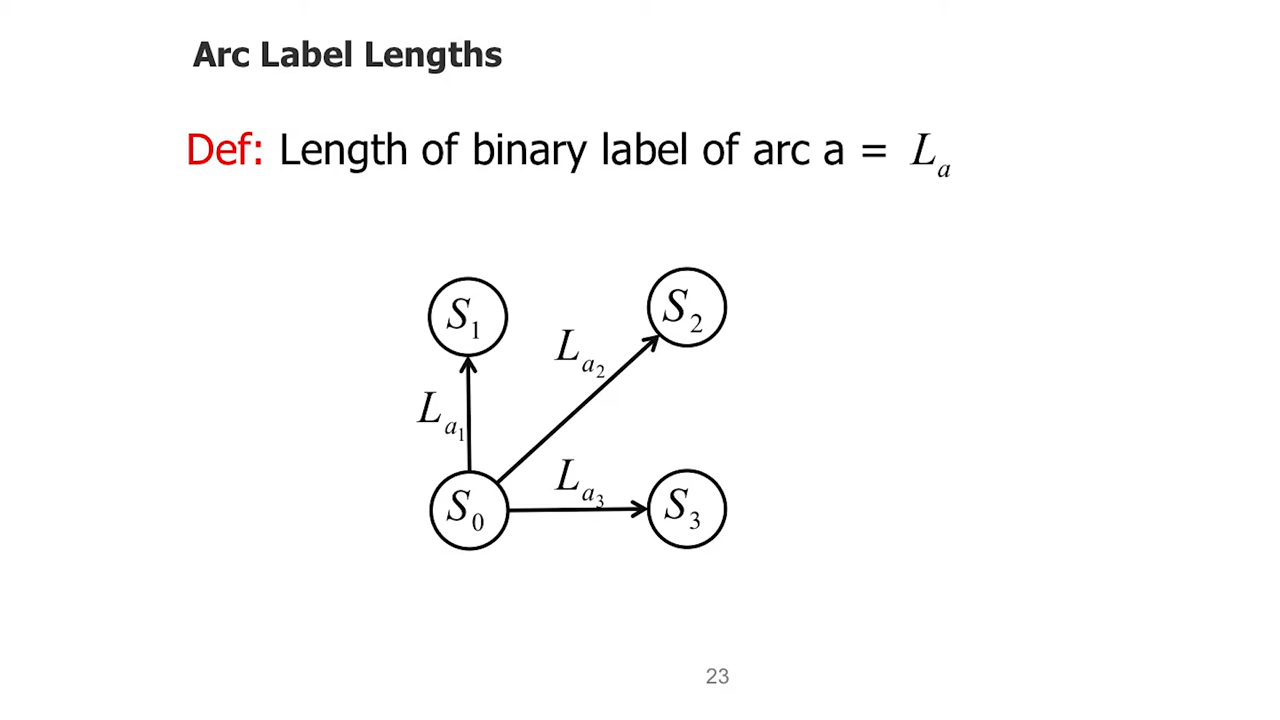 Arc Label Lengths
Def: Length of binary label of arc a = L_a
S_1
S_2
L_{a_2}
L_{a_1}
L_{a_3}
S_0
S_3
23